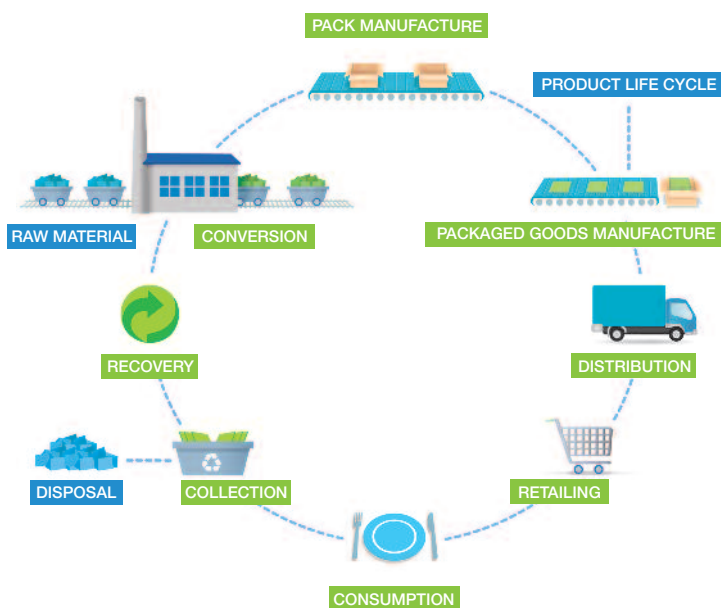 PACK MANUFACTURE
PRODUCT LIFE CYCLE
RAW MATERIAL
CONVERSION
PACKAGED GOODS MANUFACTURE
RECOVERY
DISTRIBUTION
DISPOSAL
COLLECTION
RETAILING
CONSUMPTION